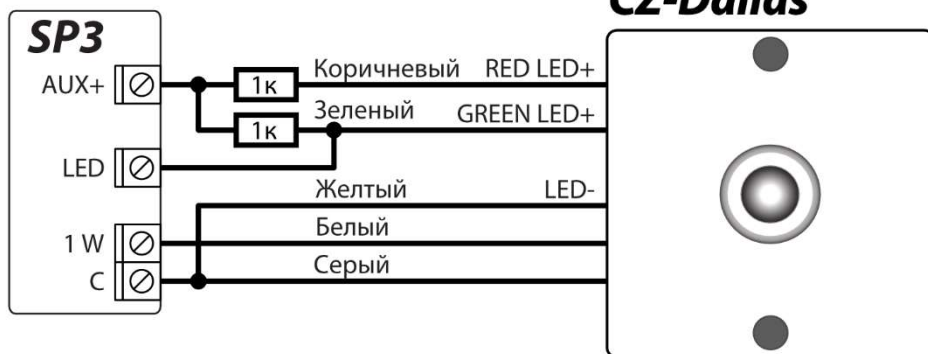 CZ-Dallas
SP3
AUX+
1к
Коричневый
RED LED+
1к
Зеленый
GREEN LED+
LED
Желтый
LED-
1 W
Белый
C
Серый